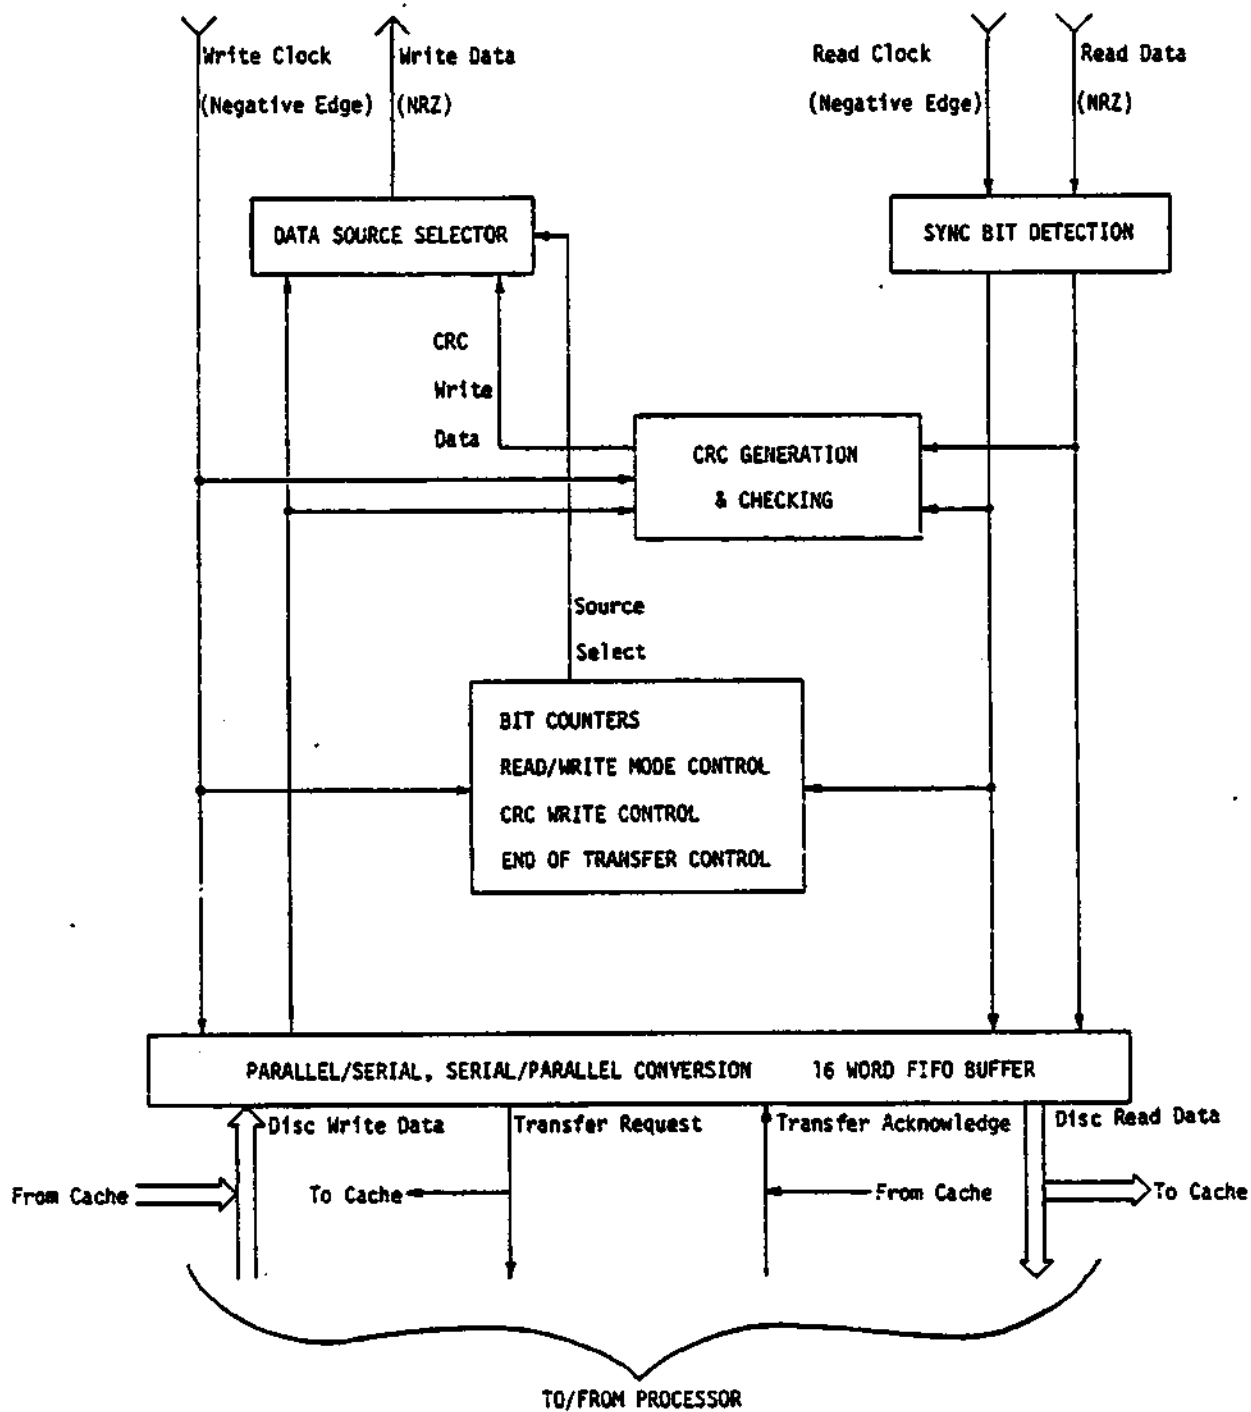 Write Clock
(Negative Edge)
Write Data
(NRZ)
Read Clock
(Negative Edge)
Read Data
(NRZ)
DATA SOURCE SELECTOR
SYNC BIT DETECTION
CRC
Write
Data
CRC GENERATION
& CHECKING
Source
Select
BIT COUNTERS
READ/WRITE MODE CONTROL
CRC WRITE CONTROL
END OF TRANSFER CONTROL
PARALLEL/SERIAL, SERIAL/PARALLEL CONVERSION 16 WORD FIFO BUFFER
Disc Write Data
Transfer Request
Transfer Acknowledge
Disc Read Data
From Cache
To Cache
From Cache
To Cache
TO/FROM PROCESSOR